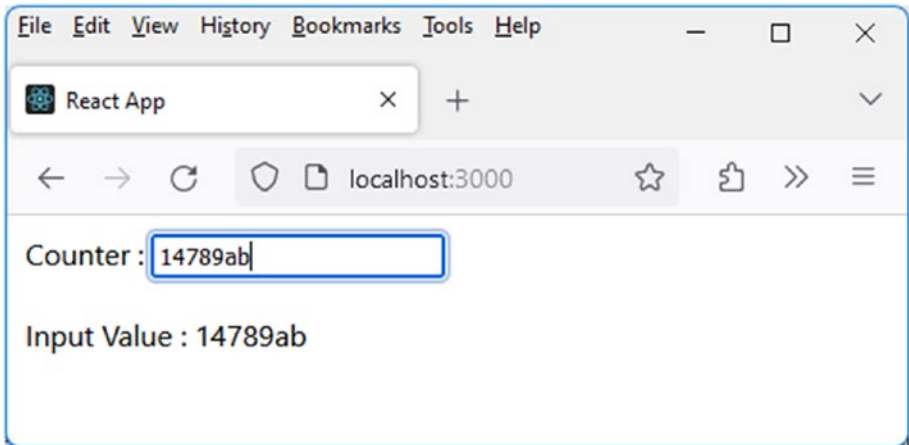 File Edit View History Bookmarks Tools Help
React App
localhost:3000
Counter : 14789ab
Input Value : 14789ab